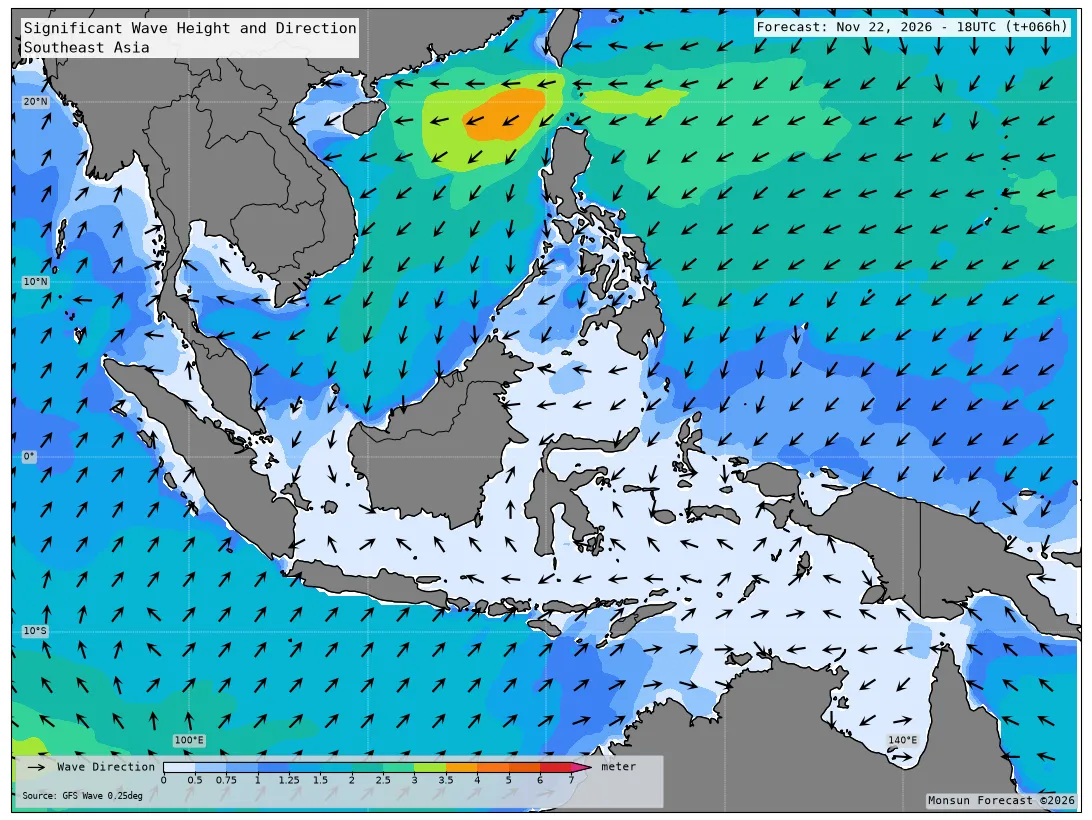 Significant Wave Height and Direction
Southeast Asia
Forecast: Nov 22, 2026 - 18UTC (t+066h)
20°N
10°N
0°
10°S
100°E
140°E
Wave Direction
0 0.5 0.75 1 1.25 1.5 2 2.5 3 3.5 4 5 6 7
meter
Source: GFS Wave 0.25deg
Monsun Forecast ©2026